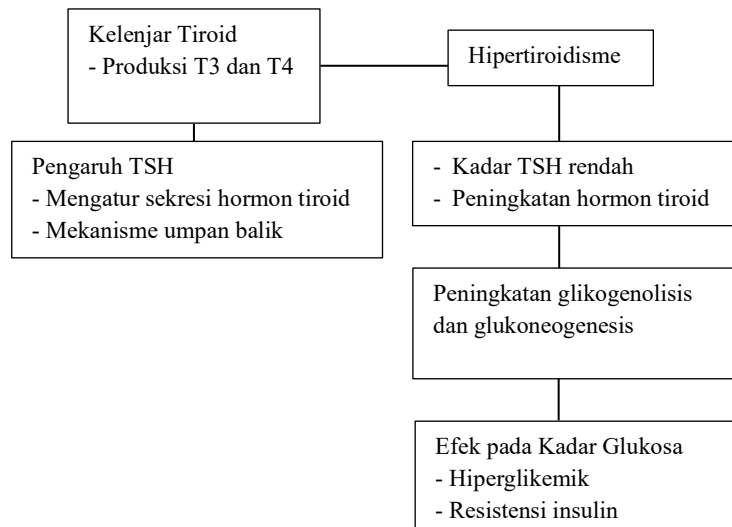 Kelenjar Tiroid
- Produksi T3 dan T4
Hipertiroidisme
Pengaruh TSH
- Mengatur sekresi hormon tiroid
- Mekanisme umpan balik
- Kadar TSH rendah
- Peningkatan hormon tiroid
Peningkatan glikogenolisis
dan glukoneogenesis
Efek pada Kadar Glukosa
- Hiperglikemik
- Resistensi insulin